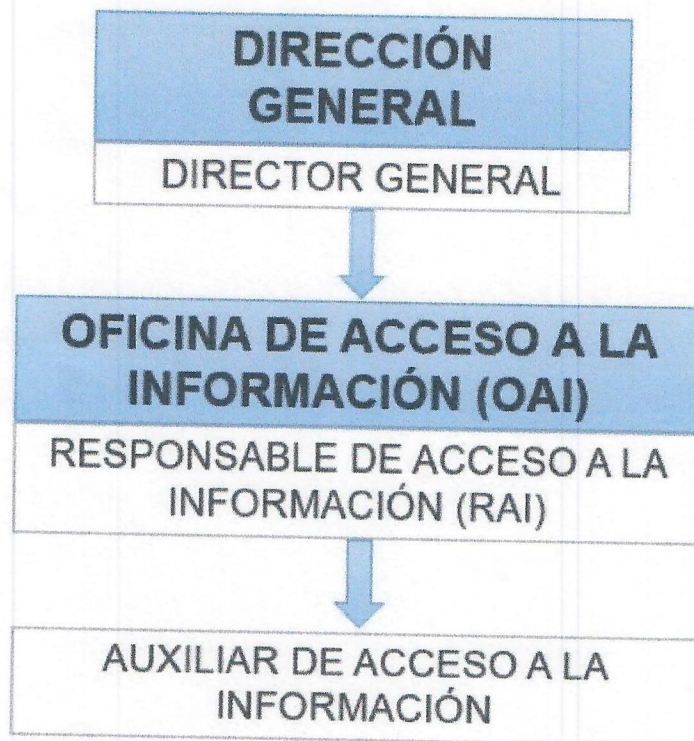 DIRECCIÓN
GENERAL
DIRECTOR GENERAL
OFICINA DE ACCESO A LA
INFORMACIÓN (OAI)
RESPONSABLE DE ACCESO A LA
INFORMACIÓN (RAI)
AUXILIAR DE ACCESO A LA
INFORMACIÓN